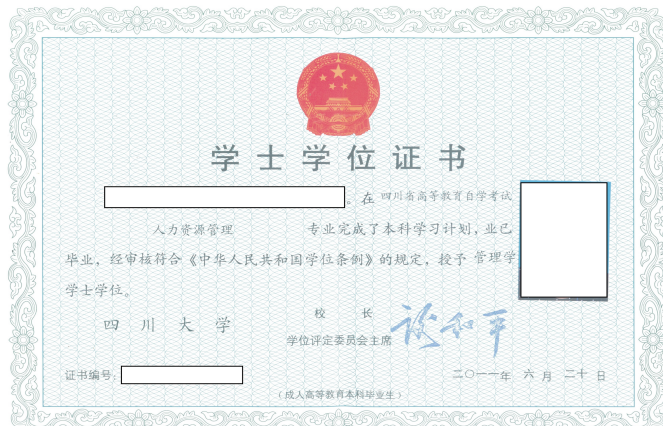 学士学位证书
。在 四川省高等教育自学考试
人力资源管理 专业完成了本科学习计划，业已
毕业，经审核符合《中华人民共和国学位条例》的规定，授予 管理学
学士学位。
四川大学
校 长
学位评定委员会主席
谢和平
证书编号：
二〇一一年 六 月 二十 日
（成人高等教育本科毕业生）